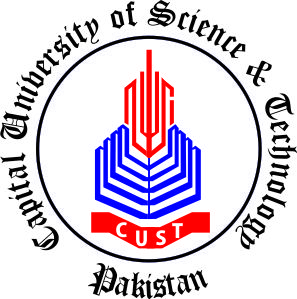 Capital University of Science & Technology
CUST
Pakistan